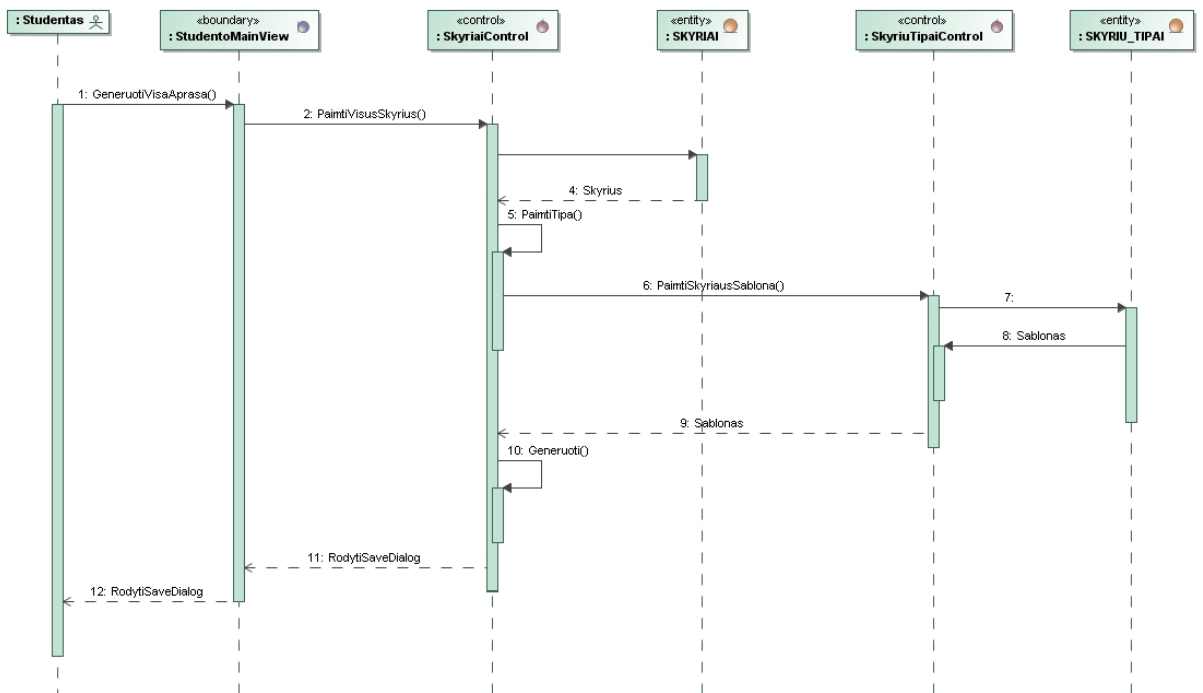 : Studentas
«boundary»
: StudentoMainView
«control»
: SkyriaiControl
«entity»
: SKYRIAI
«control»
: SkyriuTipaiControl
«entity»
: SKYRIU_TIPAI
1: GeneruotiVisaAprasa()
2: PaimtiVisusSkyrius()
4: Skyrius
5: PaimtiTipa()
6: PaimtiSkyriausSablona()
7:
8: Sablonas
9: Sablonas
10: Generuoti()
11: RodytiSaveDialog
12: RodytiSaveDialog